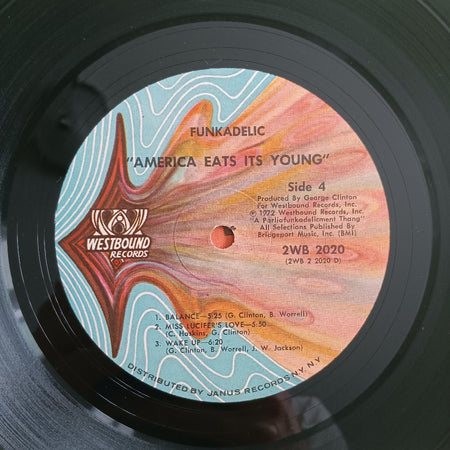 FUNKADELIC
"AMERICA EATS ITS YOUNG"
Side 4
Produced By George Clinton
For Westbound Records, Inc.
℗ 1972 Westbound Records, Inc.
"A Parliafunkadelicment Thang"
All Selections Published By
Bridgeport Music, Inc. (BMI)
WESTBOUND
RECORDS
2WB 2020
(2WB 2 2020 D)
1. BALANCE—5:25 (G. Clinton, B. Worrell)
2. MISS LUCIFER'S LOVE—5:50
(C. Haskins, G. Clinton)
3. WAKE UP—6:20
(G. Clinton, B. Worrell, J. W. Jackson)
DISTRIBUTED BY JANUS RECORDS N.Y. N.Y.